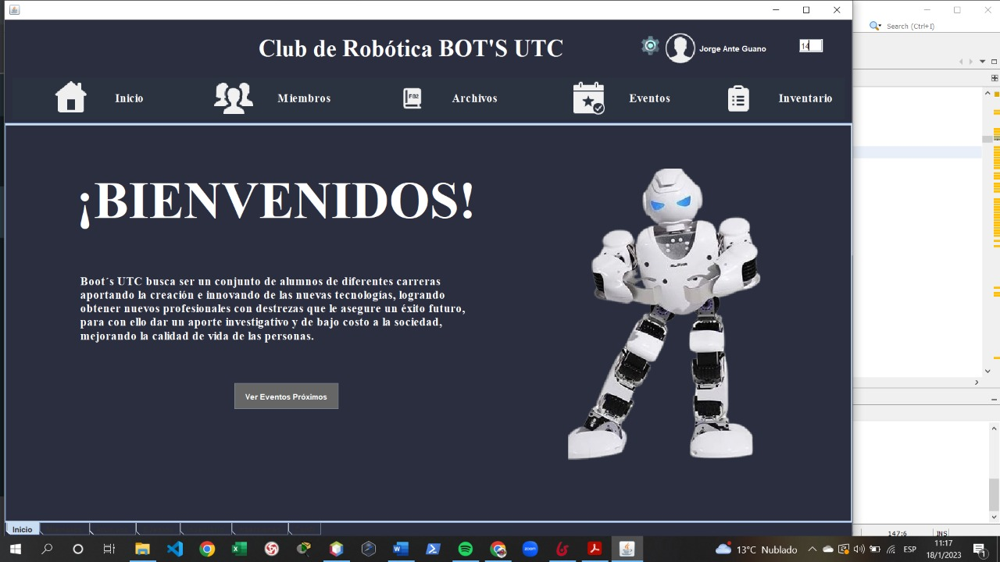 Search (Ctrl+I)
Club de Robótica BOT'S UTC
Jorge Ante Guano
14
Inicio
Miembros
FB2
Archivos
Eventos
Inventario
¡BIENVENIDOS!
Boot´s UTC busca ser un conjunto de alumnos de diferentes carreras
aportando la creación e innovando de las nuevas tecnologías, logrando
obtener nuevos profesionales con destrezas que le asegure un éxito futuro,
para con ello dar un aporte investigativo y de bajo costo a la sociedad,
mejorando la calidad de vida de las personas.
ALPHA
Ver Eventos Próximos
Inicio
147:6
INS
zoom
13°C Nublado
ESP
11:17
18/1/2023
1